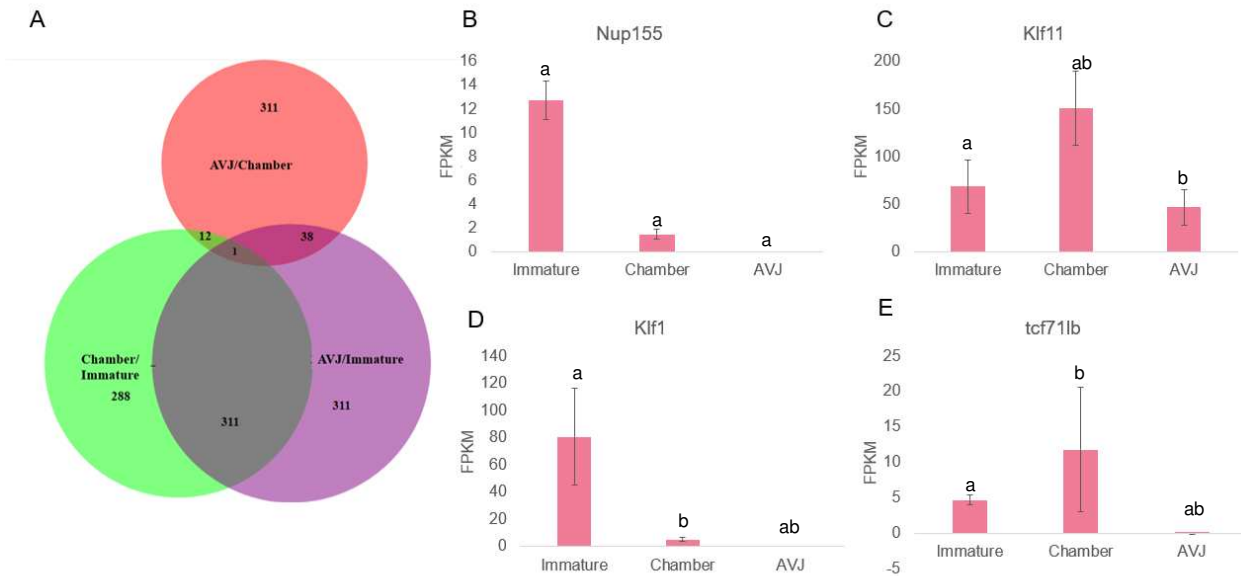 A
311
AVJ/Chamber
12
38
1
Chamber/
Immature
AVJ/Immature
288
311
311
B
Nup155
16
14
12
10
8
6
4
2
0
FPKM
a
a
a
Immature
Chamber
AVJ
C
Klf11
200
150
100
50
0
FPKM
a
ab
b
Immature
Chamber
AVJ
D
Klf1
140
120
100
80
60
40
20
0
FPKM
a
b
ab
Immature
Chamber
AVJ
E
tcf71lb
25
20
15
10
5
0
-5
FPKM
a
b
ab
Immature
Chamber
AVJ